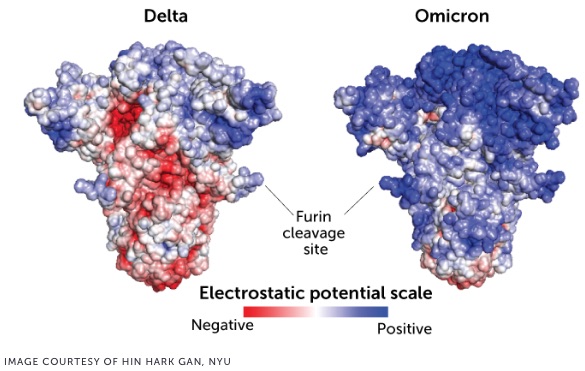 Delta
Omicron
Furin
cleavage
site
Electrostatic potential scale
Negative
Positive
IMAGE COURTESY OF HIN HARK GAN, NYU